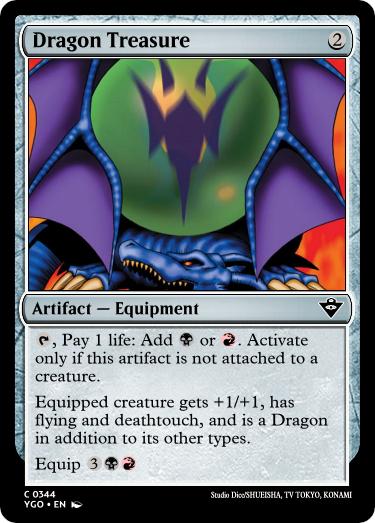 Dragon Treasure 2
Artifact — Equipment
, Pay 1 life: Add or . Activate
only if this artifact is not attached to a
creature.
Equipped creature gets +1/+1, has
flying and deathtouch, and is a Dragon
in addition to its other types.
Equip 3
C 0344
YGO • EN
Studio Dice/SHUEISHA, TV TOKYO, KONAMI